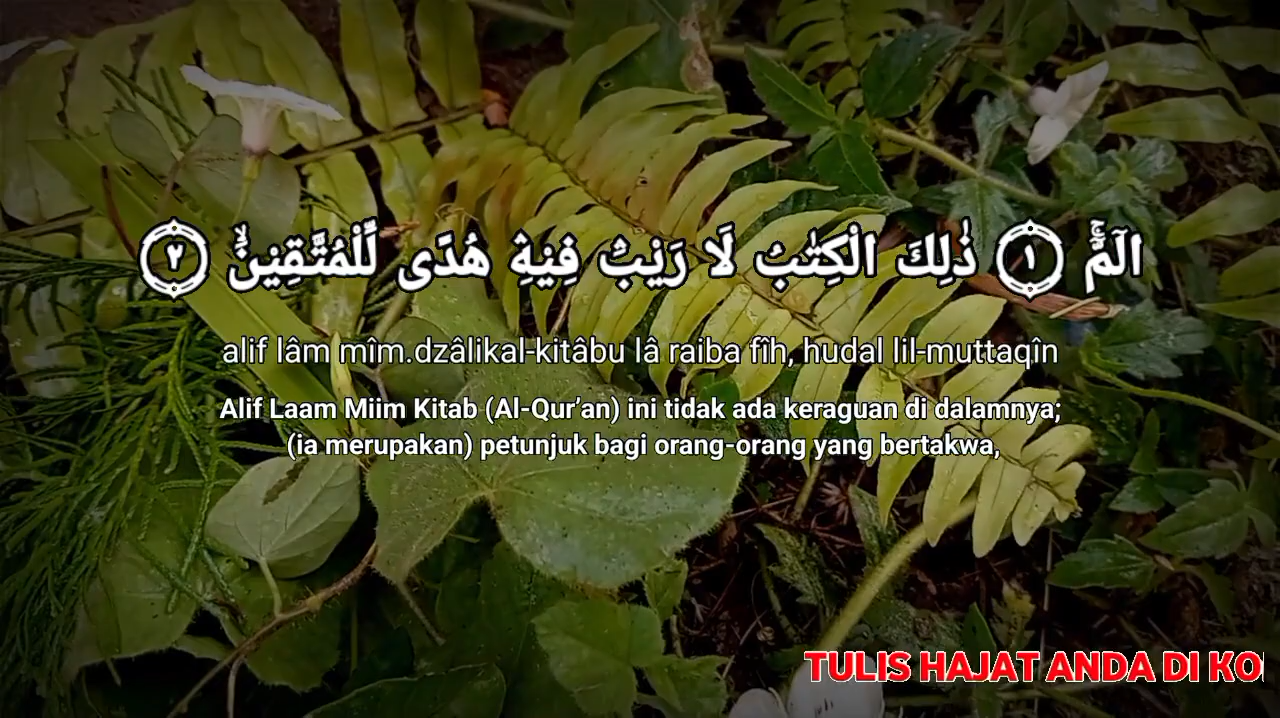 الۤمّۤ ۝١ ذٰلِكَ الْكِتٰبُ لَا رَيْبَۛ فِيْهِۛ هُدًى لِّلْمُتَّقِيْنَۙ ۝٢
alif lâm mîm.dzâlikal-kitâbu lâ raiba fîh, hudal lil-muttaqîn
Alif Laam Miim Kitab (Al-Qur’an) ini tidak ada keraguan di dalamnya;
(ia merupakan) petunjuk bagi orang-orang yang bertakwa,
TULIS HAJAT ANDA DI KO